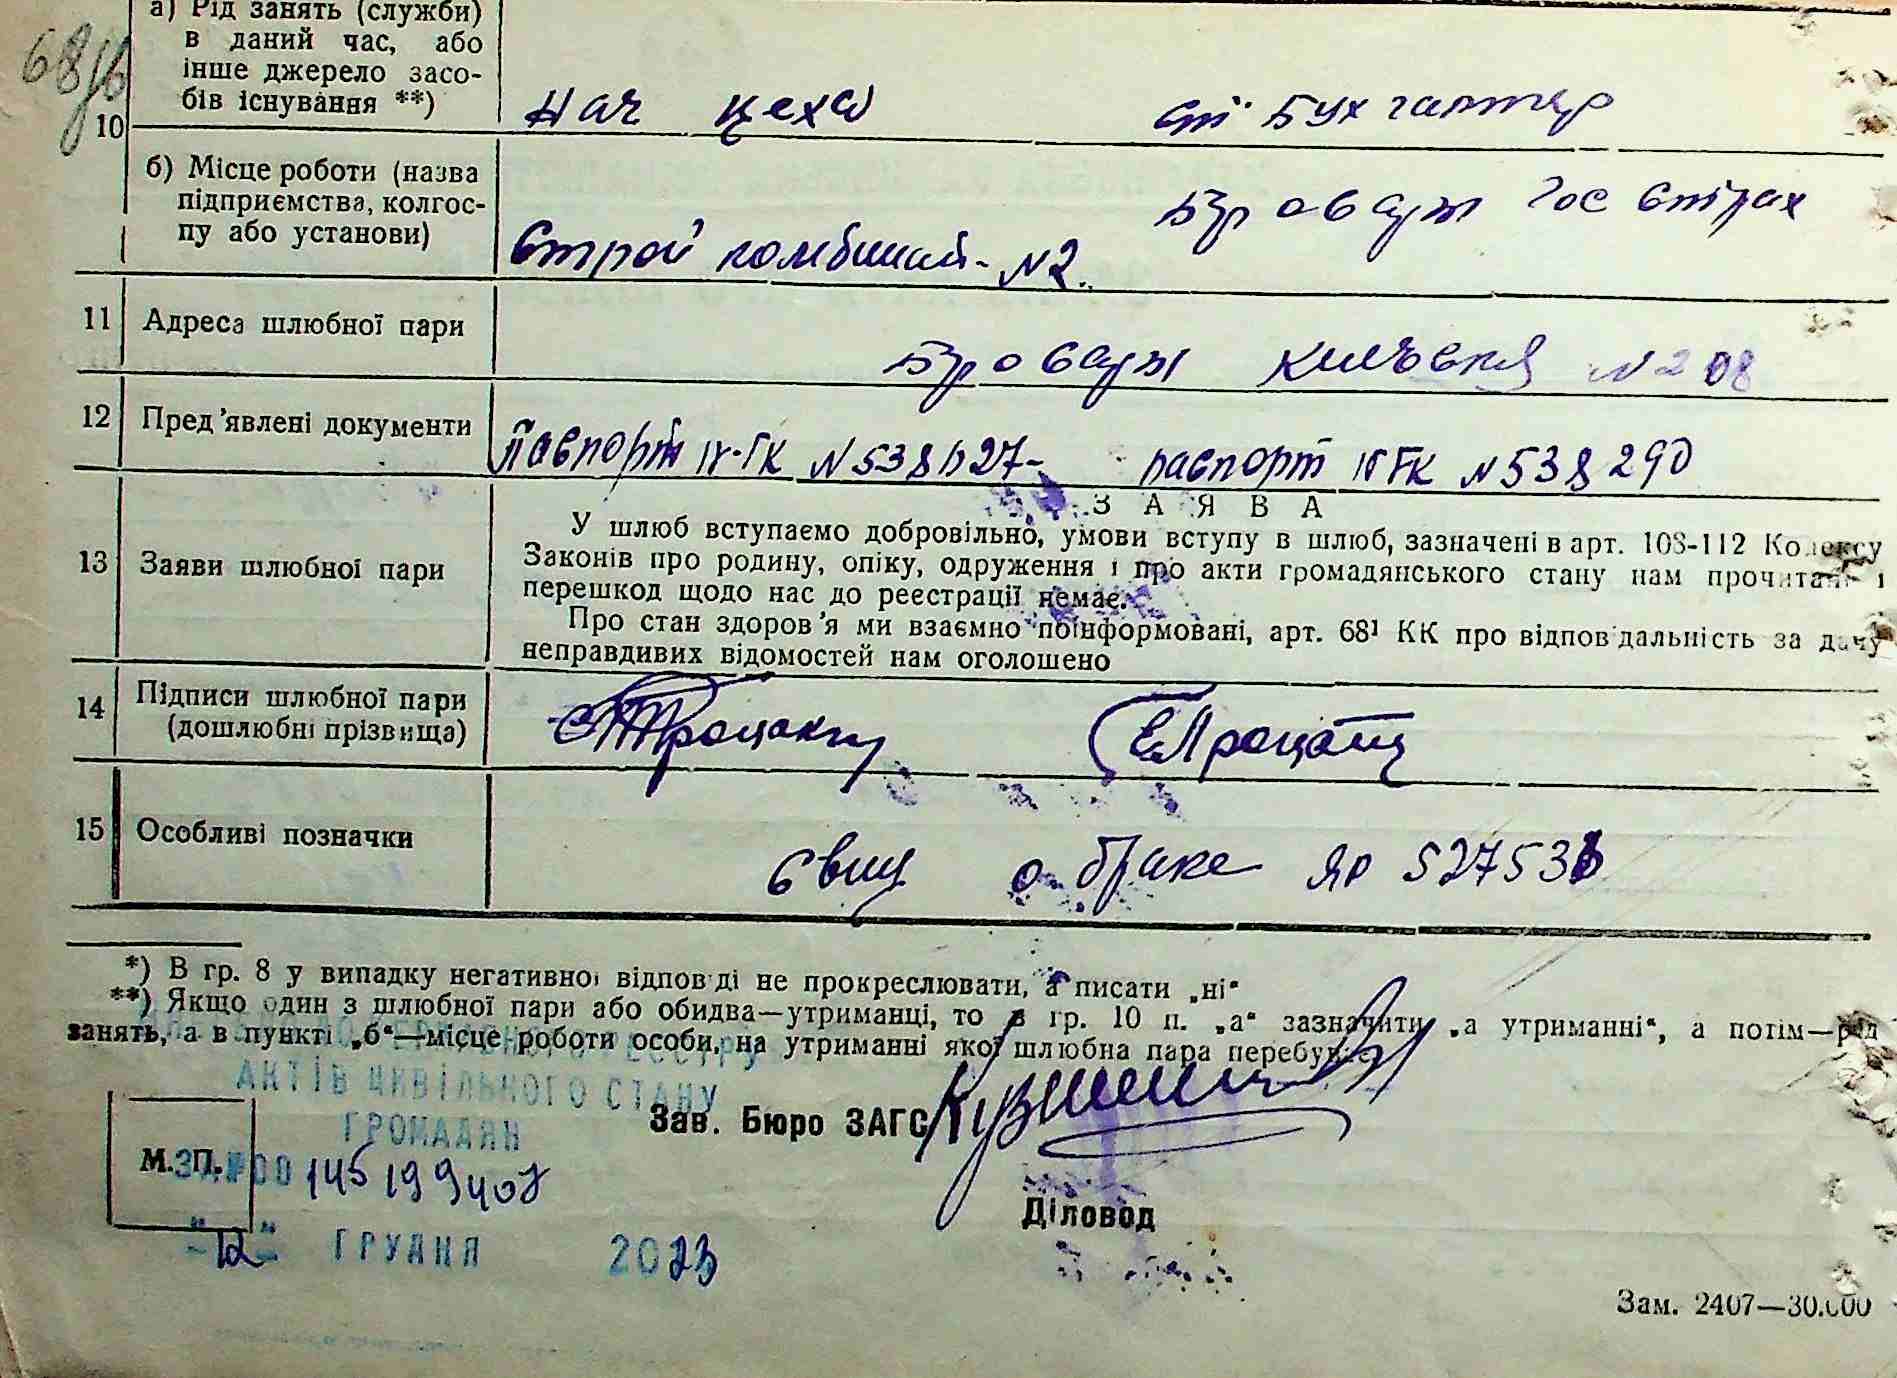 68/6
а) Рід занять (служби)
в даний час, або
інше джерело засо-
бів існування **)
Нач цеха
ст. Бухгалтер
10
б) Місце роботи (назва
підприємства, колгос-
пу або установи)
Строй комбинат №2.
Бровары Госстрах
11 Адреса шлюбної пари
Бровары Киевская №208
12 Пред'явлені документи
Паспорт IV-ГК №538027- паспорт IV ГК №538290
13 Заяви шлюбної пари
ЗАЯВА
У шлюб вступаємо добровільно, умови вступу в шлюб, зазначені в арт. 108-112 Кодексу
Законів про родину, опіку, одруження і про акти громадянського стану нам прочитані і
перешкод щодо нас до реєстрації немає.
Про стан здоров'я ми взаємно поінформовані, арт. 68¹ КК про відповідальність за дачу
неправдивих відомостей нам оголошено
14 Підписи шлюбної пари
(дошлюбні прізвища)
15 Особливі позначки
Свид о браке ЯР
*) В гр. 8 у випадку негативної відповіді не прокреслювати, а писати „ні“
**) Якщо один з шлюбної пари або обидва—утриманці, то в гр. 10 п. „а“ зазначити „а утриманні“, а потім—рід
занять, а в пункті „б“—місце роботи особи, на утриманні якої шлюбна пара перебуває
АКТІВ ЦИВІЛЬНОГО СТАНУ
ГРОМАДЯН
Зав. Бюро ЗАГС
М. П.
ЗА №00145199407
"12" ГРУДНЯ 2023
Діловод
Зам. 2407—30.000